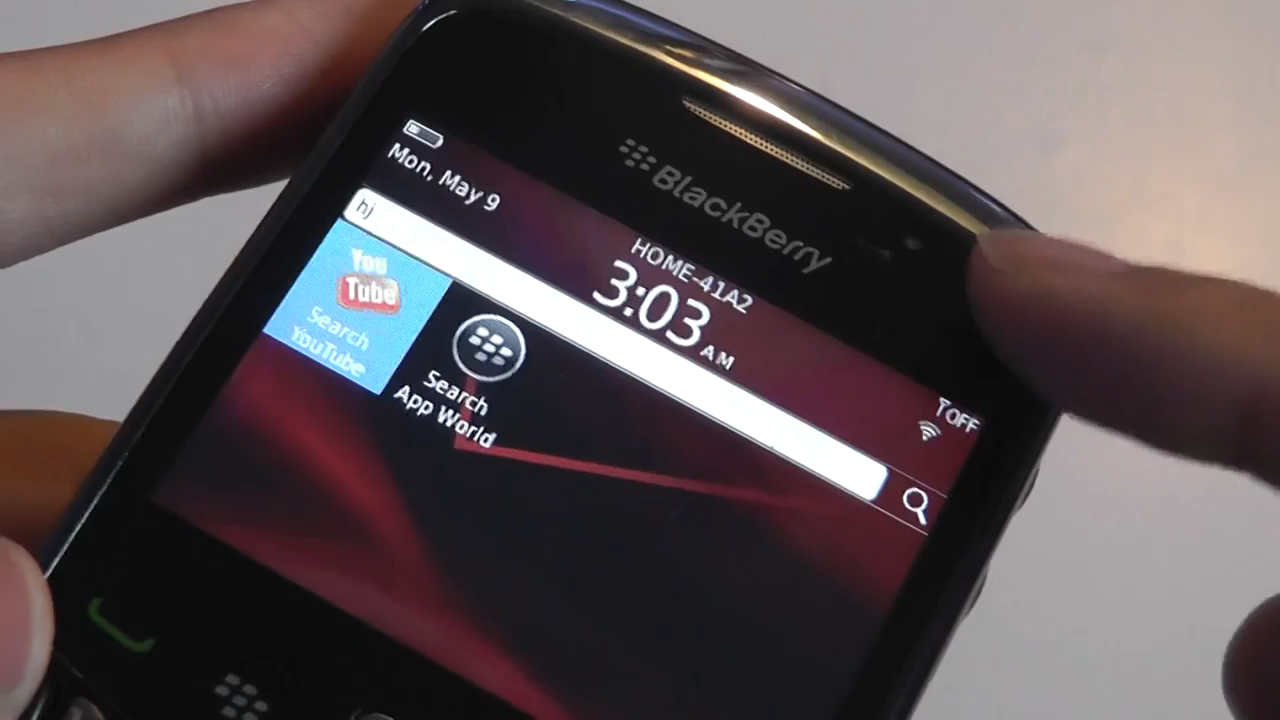 BlackBerry
Mon, May 9
HOME-41A2
3:03 AM
OFF
hj
You
Tube
Search
YouTube
Search
App World